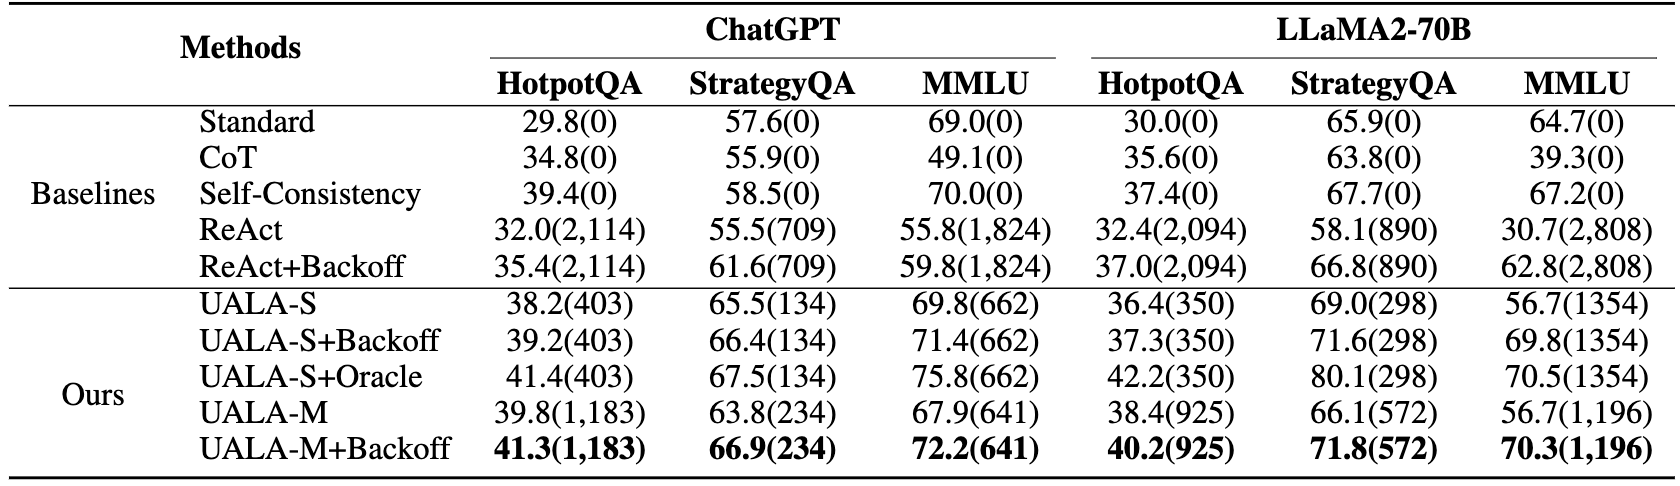 Methods ChatGPT LLaMA2-70B
HotpotQA StrategyQA MMLU HotpotQA StrategyQA MMLU
Baselines
Standard 29.8(0) 57.6(0) 69.0(0) 30.0(0) 65.9(0) 64.7(0)
CoT 34.8(0) 55.9(0) 49.1(0) 35.6(0) 63.8(0) 39.3(0)
Self-Consistency 39.4(0) 58.5(0) 70.0(0) 37.4(0) 67.7(0) 67.2(0)
ReAct 32.0(2,114) 55.5(709) 55.8(1,824) 32.4(2,094) 58.1(890) 30.7(2,808)
ReAct+Backoff 35.4(2,114) 61.6(709) 59.8(1,824) 37.0(2,094) 66.8(890) 62.8(2,808)
Ours
UALA-S 38.2(403) 65.5(134) 69.8(662) 36.4(350) 69.0(298) 56.7(1354)
UALA-S+Backoff 39.2(403) 66.4(134) 71.4(662) 37.3(350) 71.6(298) 69.8(1354)
UALA-S+Oracle 41.4(403) 67.5(134) 75.8(662) 42.2(350) 80.1(298) 70.5(1354)
UALA-M 39.8(1,183) 63.8(234) 67.9(641) 38.4(925) 66.1(572) 56.7(1,196)
UALA-M+Backoff 41.3(1,183) 66.9(234) 72.2(641) 40.2(925) 71.8(572) 70.3(1,196)